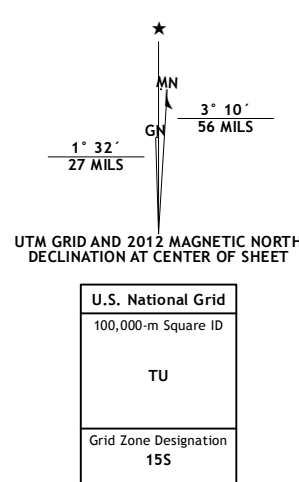 ★
MN
3° 10´
56 MILS
GN
1° 32´
27 MILS
UTM GRID AND 2012 MAGNETIC NORTH
DECLINATION AT CENTER OF SHEET
U.S. National Grid
100,000-m Square ID
TU
Grid Zone Designation
15S